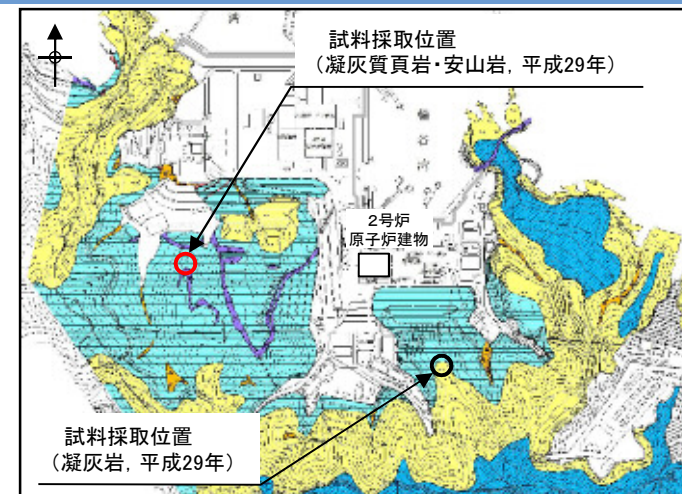 試料採取位置
（凝灰質頁岩・安山岩，平成29年）
2号炉
原子炉建物
試料採取位置
（凝灰岩，平成29年）